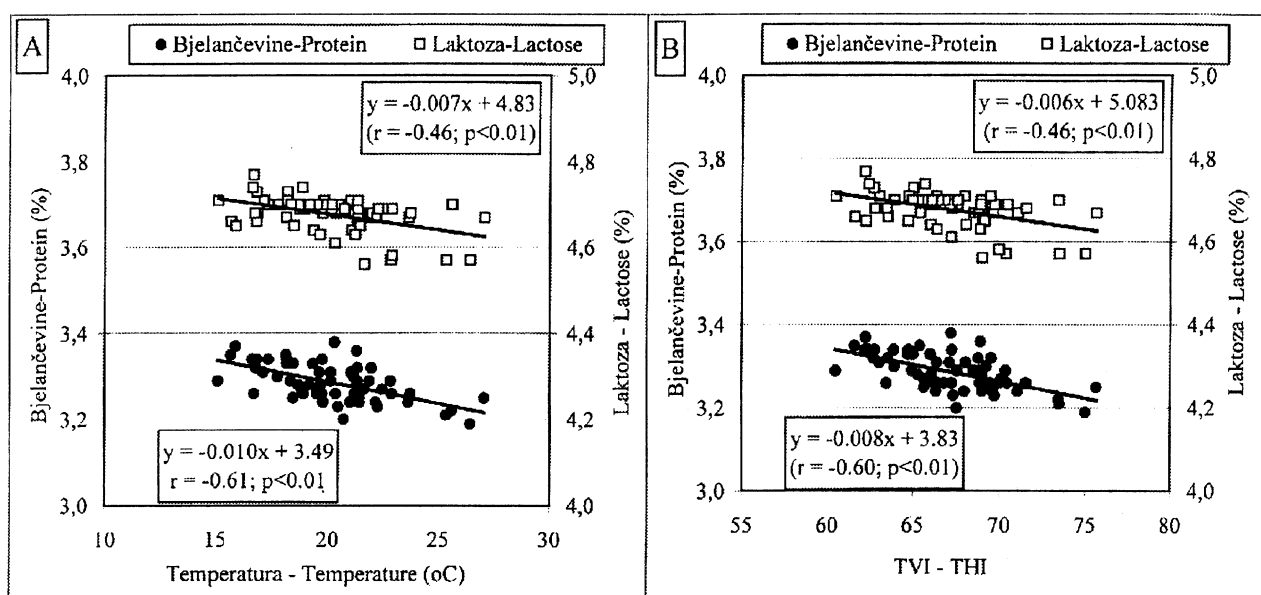 A
Bjelančevine-Protein Laktoza-Lactose
4,0
3,8
3,6
3,4
3,2
3,0
Bjelančevine-Protein (%)
5,0
4,8
4,6
4,4
4,2
4,0
Laktoza - Lactose (%)
y = -0.007x + 4.83
(r = -0.46; p<0.01)
y = -0.010x + 3.49
r = -0.61; p<0.01
10 15 20 25 30
Temperatura - Temperature (oC)
B
Bjelančevine-Protein Laktoza-Lactose
4,0
3,8
3,6
3,4
3,2
3,0
Bjelančevine-Protein (%)
5,0
4,8
4,6
4,4
4,2
4,0
Laktoza - Lactose (%)
y = -0.006x + 5.083
(r = -0.46; p<0.01)
y = -0.008x + 3.83
(r = -0.60; p<0.01)
55 60 65 70 75 80
TVI - THI